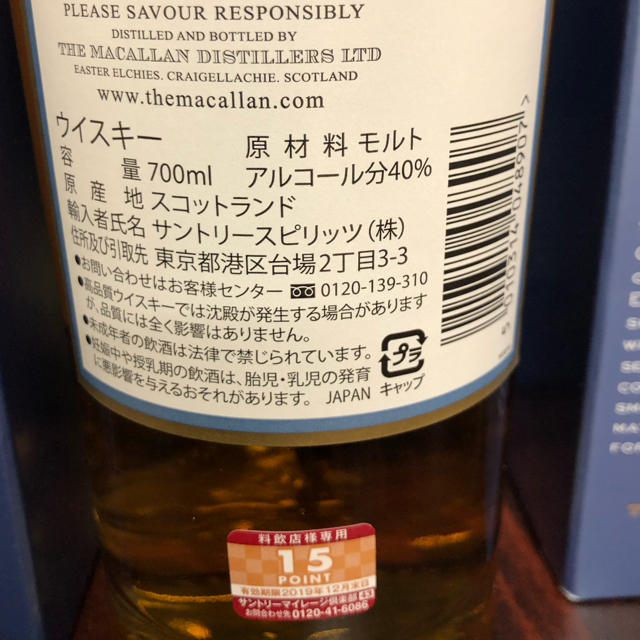 PLEASE SAVOUR RESPONSIBLY
DISTILLED AND BOTTLED BY
THE MACALLAN DISTILLERS LTD
EASTER ELCHIES. CRAIGELLACHIE. SCOTLAND
www.themacallan.com
ウイスキー 原材料 モルト
容量 700ml アルコール分40%
原産地 スコットランド
輸入者氏名 サントリースピリッツ(株)
住所及び引取先 東京都港区台場2丁目3-3
●お問い合わせはお客様センター 0120-139-310
●高品質ウイスキーでは沈殿が発生する場合があります
が、品質には全く影響はありません。
●未成年者の飲酒は法律で禁じられています。
●妊娠中や授乳期の飲酒は、胎児・乳児の発育
に悪影響を与えるおそれがあります。 JAPAN
プラ
キャップ
5 010314 048907 >
料飲店様専用
15
POINT
有効期限2019年12月末日
サントリーマイレージ倶楽部
お問合わせ先 0120-41-6086
FOR